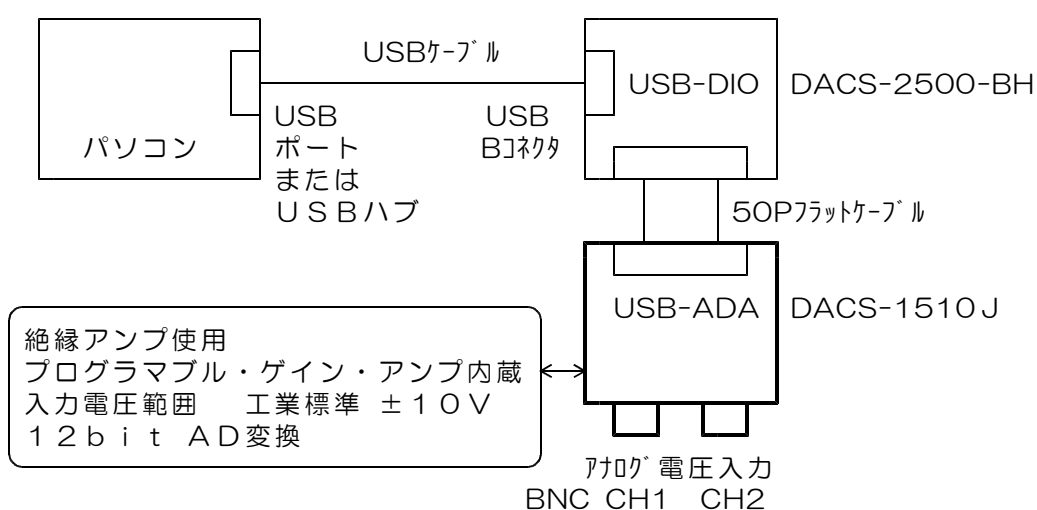 USBｹｰﾌﾞﾙ
USB-DIO
DACS-2500-BH
パソコン
USB
ポート
または
ＵＳＢハブ
USB
Bｺﾈｸﾀ
50Pﾌﾗｯﾄｹｰﾌﾞﾙ
USB-ADA
DACS-1510J
絶縁アンプ使用
プログラマブル・ゲイン・アンプ内蔵
入力電圧範囲　工業標準 ±１０Ｖ
１２ｂｉｔ ＡＤ変換
ｱﾅﾛｸﾞ電圧入力
BNC CH1 CH2